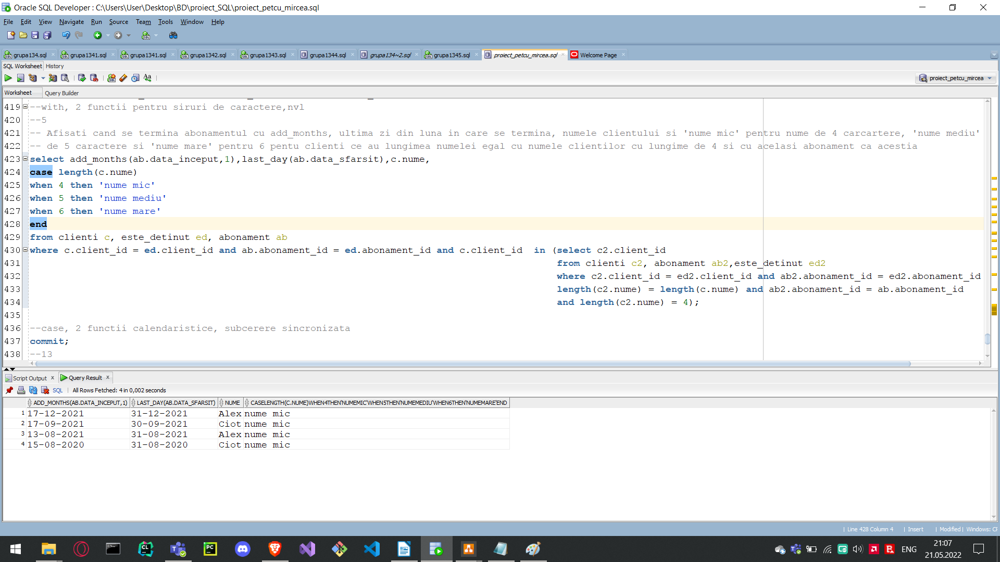 Oracle SQL Developer : C:\Users\User\Desktop\BD\proiect_SQL\proiect_petcu_mircea.sql
File Edit View Navigate Run Source Team Tools Window Help
grupa134.sql grupa1341.sql grupa1341.sql grupa1342.sql grupa1343.sql grupa1344.sql grupa134~2.sql grupa1345.sql proiect_petcu_mircea.sql Welcome Page
SQL Worksheet History
proiect_petcu_mircea
Worksheet Query Builder
419 --with, 2 functii pentru siruri de caractere,nvl
420 --5
421 -- Afisati cand se termina abonamentul cu add_months, ultima zi din luna in care se termina, numele clientului si 'nume mic' pentru nume de 4 carcartere, 'nume mediu'
422 -- de 5 caractere si 'nume mare' pentru 6 pentu clienti ce au lungimea numelei egal cu numele clientilor cu lungime de 4 si cu acelasi abonament ca acestia
423 select add_months(ab.data_inceput,1),last_day(ab.data_sfarsit),c.nume,
424 case length(c.nume)
425 when 4 then 'nume mic'
426 when 5 then 'nume mediu'
427 when 6 then 'nume mare'
428 end
429 from clienti c, este_detinut ed, abonament ab
430 where c.client_id = ed.client_id and ab.abonament_id = ed.abonament_id and c.client_id  in (select c2.client_id
431 from clienti c2, abonament ab2,este_detinut ed2
432 where c2.client_id = ed2.client_id and ab2.abonament_id = ed2.abonament_id
433 length(c2.nume) = length(c.nume) and ab2.abonament_id = ab.abonament_id
434 and length(c2.nume) = 4);
435
436 --case, 2 functii calendaristice, subcerere sincronizata
437 commit;
438 --13
Script Output Query Result
SQL All Rows Fetched: 4 in 0,002 seconds
ADD_MONTHS(AB.DATA_INCEPUT,1) LAST_DAY(AB.DATA_SFARSIT) NUME CASELENGTH(C.NUME)WHEN4THEN'NUMEMIC'WHEN5THEN'NUMEMEDIU'WHEN6THEN'NUMEMARE'END
1 17-12-2021 31-12-2021 Alex nume mic
2 17-09-2021 30-09-2021 Ciot nume mic
3 13-08-2021 31-08-2021 Alex nume mic
4 15-08-2020 31-08-2020 Ciot nume mic
Line 428 Column 4 Insert Modified Windows: CF
ENG 21:07
21.05.2022